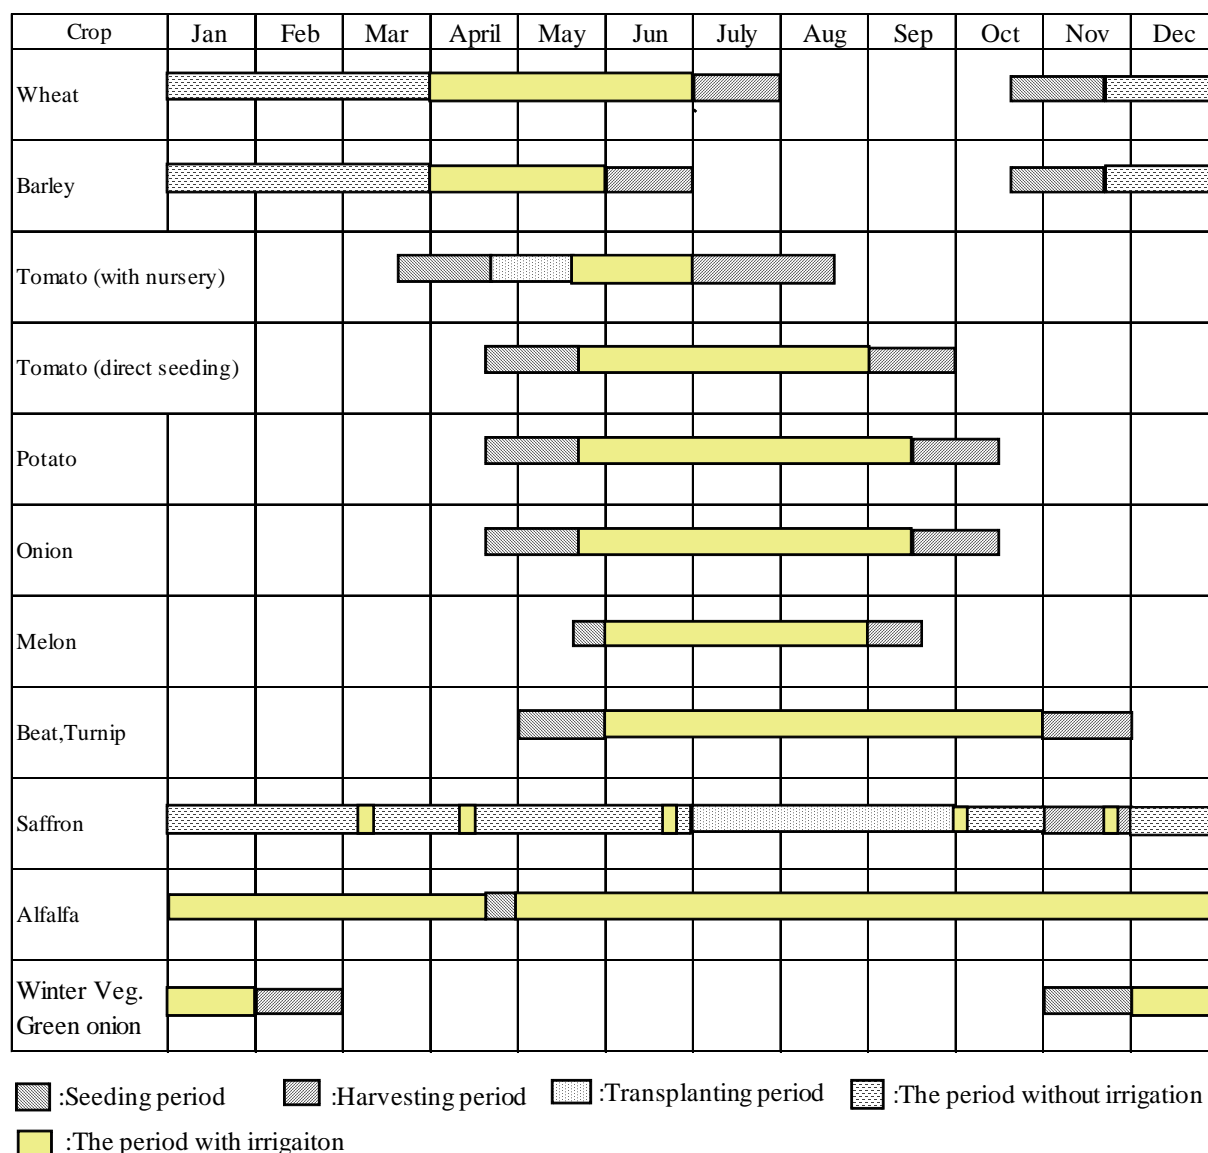 Crop Jan Feb Mar April May Jun July Aug Sep Oct Nov Dec
Wheat
Barley
Tomato (with nursery)
Tomato (direct seeding)
Potato
Onion
Melon
Beat,Turnip
Saffron
Alfalfa
Winter Veg.
Green onion
:Seeding period :Harvesting period :Transplanting period :The period without irrigation
:The period with irrigaiton